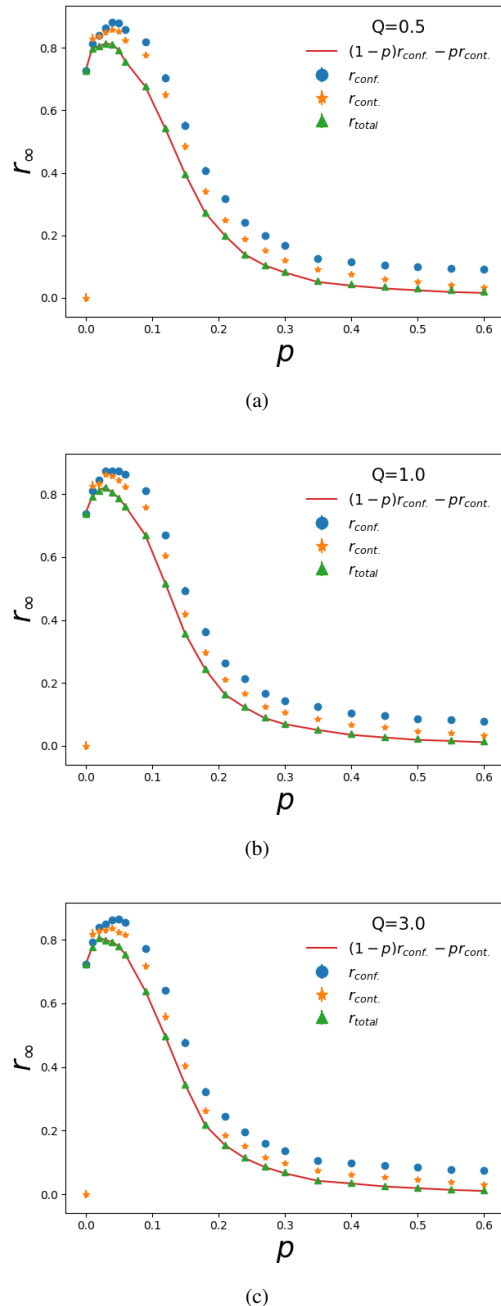 Q=0.5
(1−p)r_conf. − pr_cont.
r_conf.
r_cont.
r_total
r_∞
0.8
0.6
0.4
0.2
0.0
0.0 0.1 0.2 0.3 0.4 0.5 0.6
p
(a)
Q=1.0
(1−p)r_conf. − pr_cont.
r_conf.
r_cont.
r_total
r_∞
0.8
0.6
0.4
0.2
0.0
0.0 0.1 0.2 0.3 0.4 0.5 0.6
p
(b)
Q=3.0
(1−p)r_conf. − pr_cont.
r_conf.
r_cont.
r_total
r_∞
0.8
0.6
0.4
0.2
0.0
0.0 0.1 0.2 0.3 0.4 0.5 0.6
p
(c)